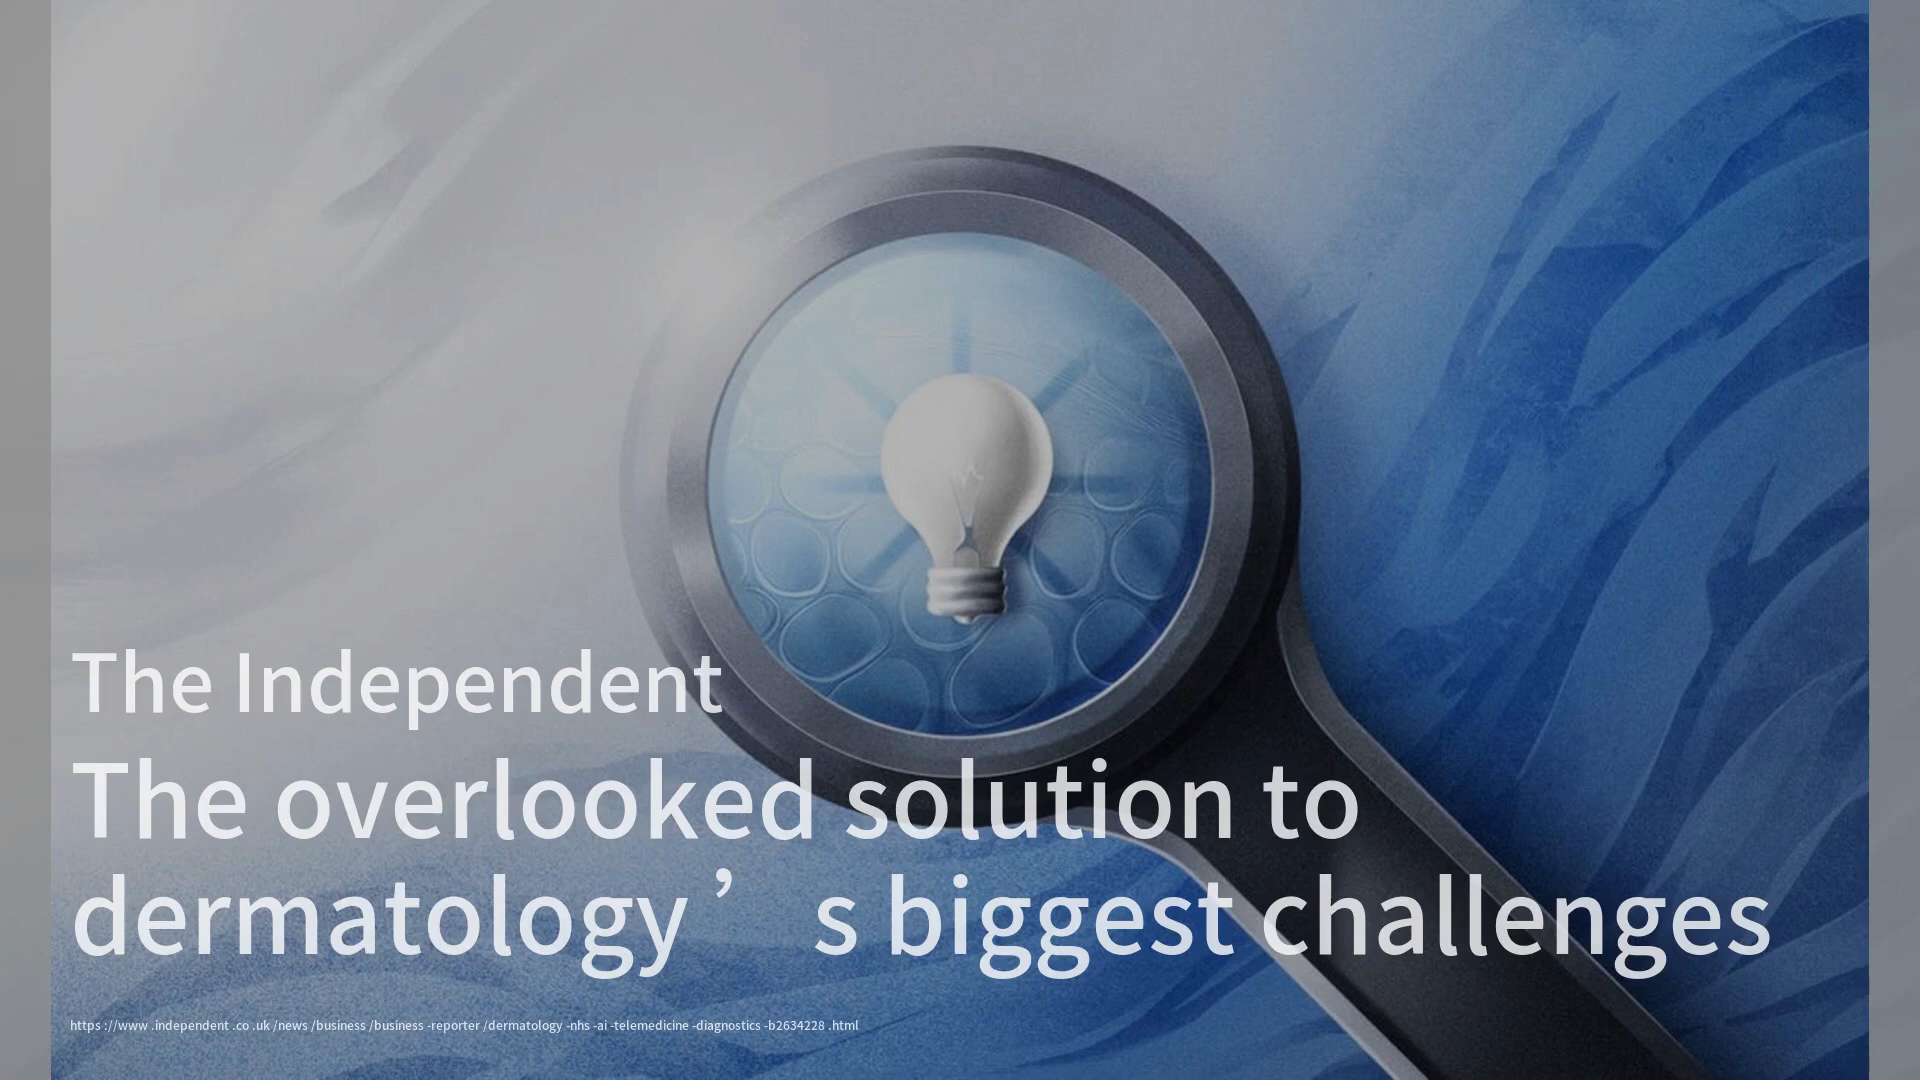 The Independent
The overlooked solution to
dermatology’s biggest challenges
https://www.independent.co.uk/news/business/business-reporter/dermatology-nhs-ai-telemedicine-diagnostics-b2634228.html